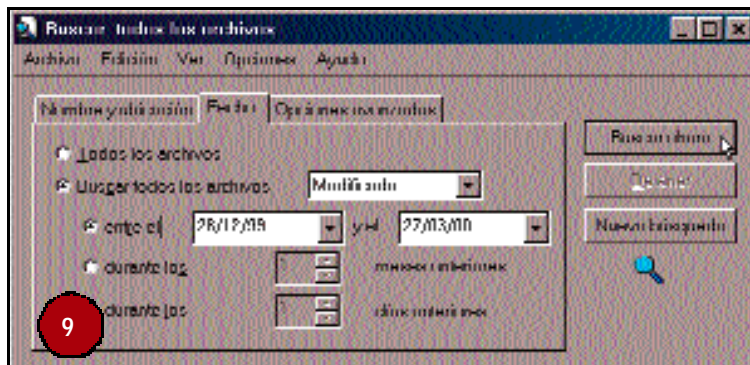 Buscar: todos los archivos
Archivo Edición Ver Opciones Ayuda
Nombre y ubicación Fecha Opciones avanzadas
Todos los archivos
Buscar todos los archivos Modificado
entre el 28/12/99 y el 27/03/00
durante los 1 meses anteriores
durante los 1 días anteriores
Buscar ahora
Detener
Nueva búsqueda
9